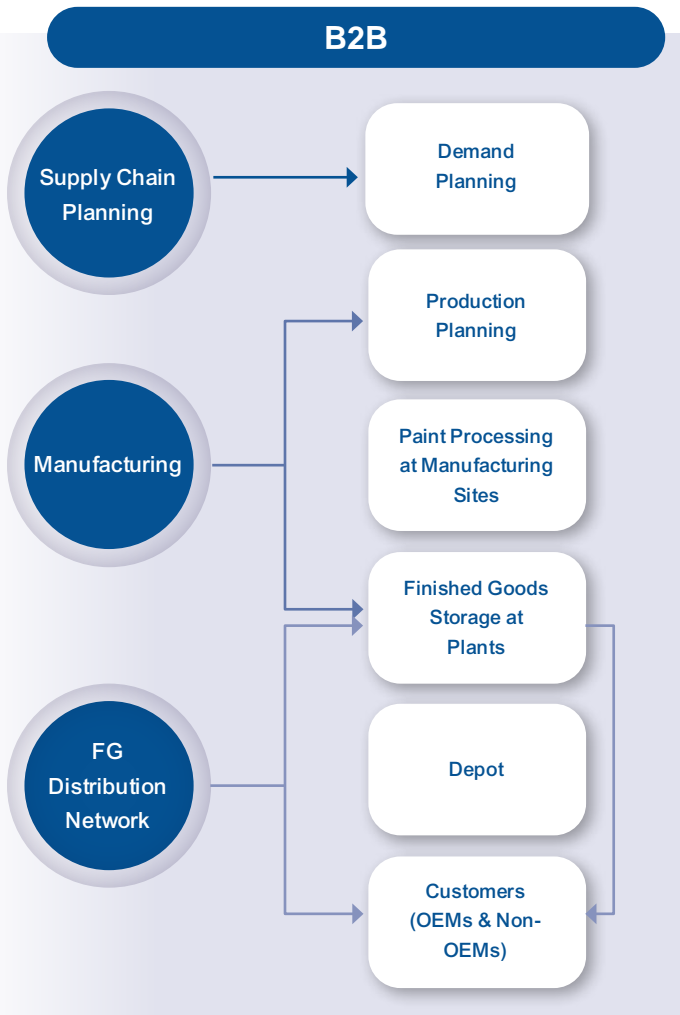 B2B
Supply Chain
Planning
Demand
Planning
Production
Planning
Manufacturing
Paint Processing
at Manufacturing
Sites
Finished Goods
Storage at
Plants
FG
Distribution
Network
Depot
Customers
(OEMs & Non-
OEMs)